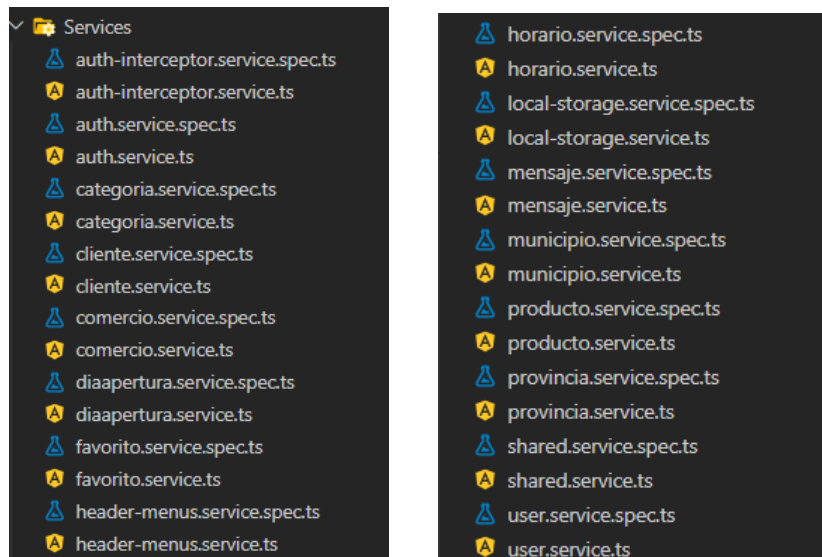 Services
auth-interceptor.service.spec.ts
auth-interceptor.service.ts
auth.service.spec.ts
auth.service.ts
categoria.service.spec.ts
categoria.service.ts
cliente.service.spec.ts
cliente.service.ts
comercio.service.spec.ts
comercio.service.ts
diaapertura.service.spec.ts
diaapertura.service.ts
favorito.service.spec.ts
favorito.service.ts
header-menus.service.spec.ts
header-menus.service.ts
horario.service.spec.ts
horario.service.ts
local-storage.service.spec.ts
local-storage.service.ts
mensaje.service.spec.ts
mensaje.service.ts
municipio.service.spec.ts
municipio.service.ts
producto.service.spec.ts
producto.service.ts
provincia.service.spec.ts
provincia.service.ts
shared.service.spec.ts
shared.service.ts
user.service.spec.ts
user.service.ts